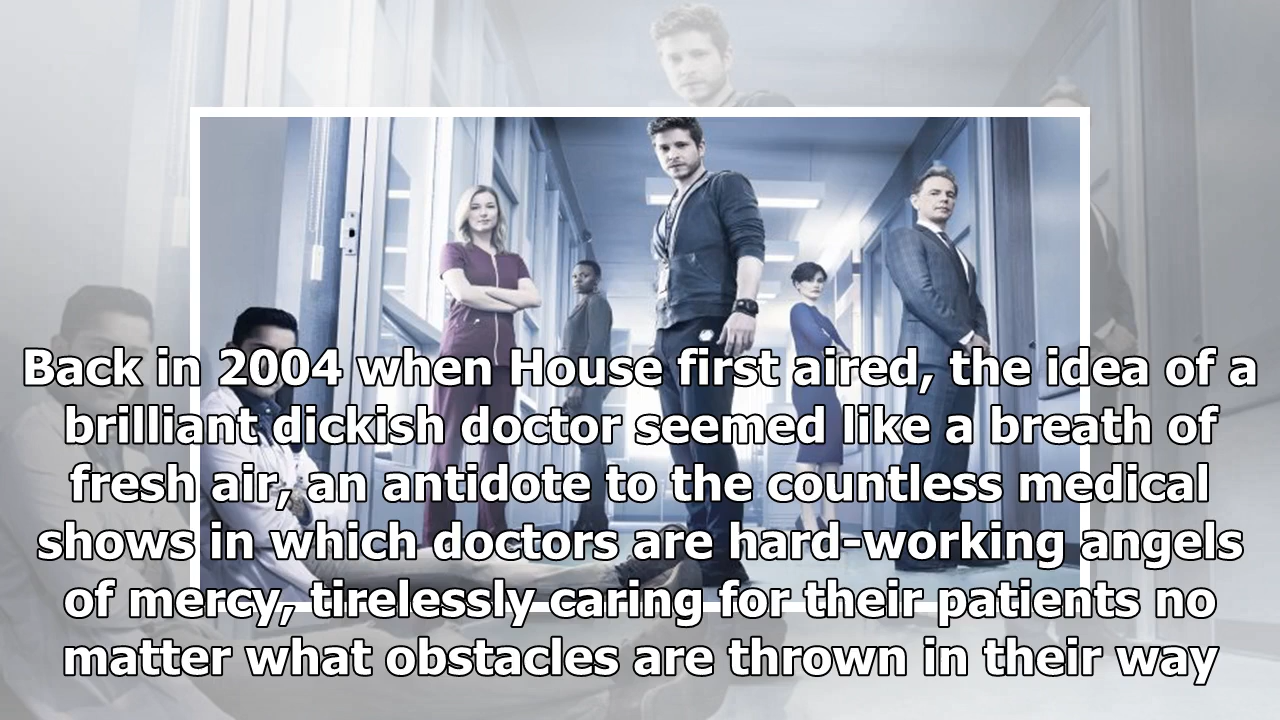 Back in 2004 when House first aired, the idea of a
brilliant dickish doctor seemed like a breath of
fresh air, an antidote to the countless medical
shows in which doctors are hard-working angels
of mercy, tirelessly caring for their patients no
matter what obstacles are thrown in their way